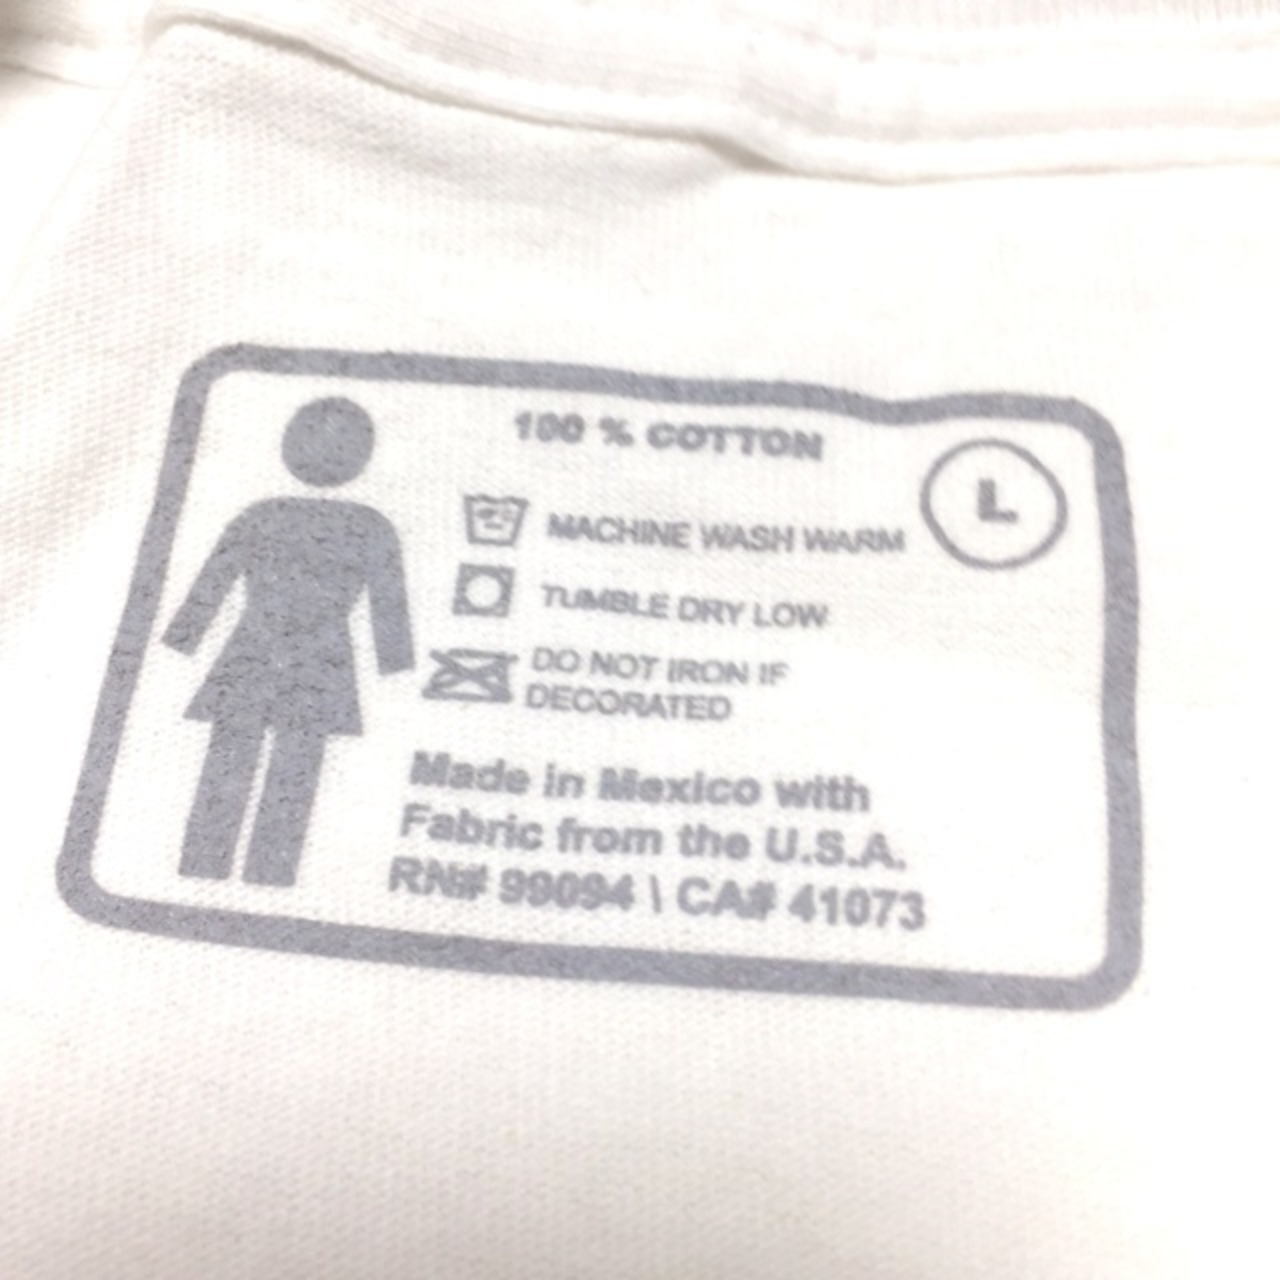 100 % COTTON
L
MACHINE WASH WARM
TUMBLE DRY LOW
DO NOT IRON IF
DECORATED
Made in Mexico with
Fabric from the U.S.A.
RN# 99094 \ CA# 41073